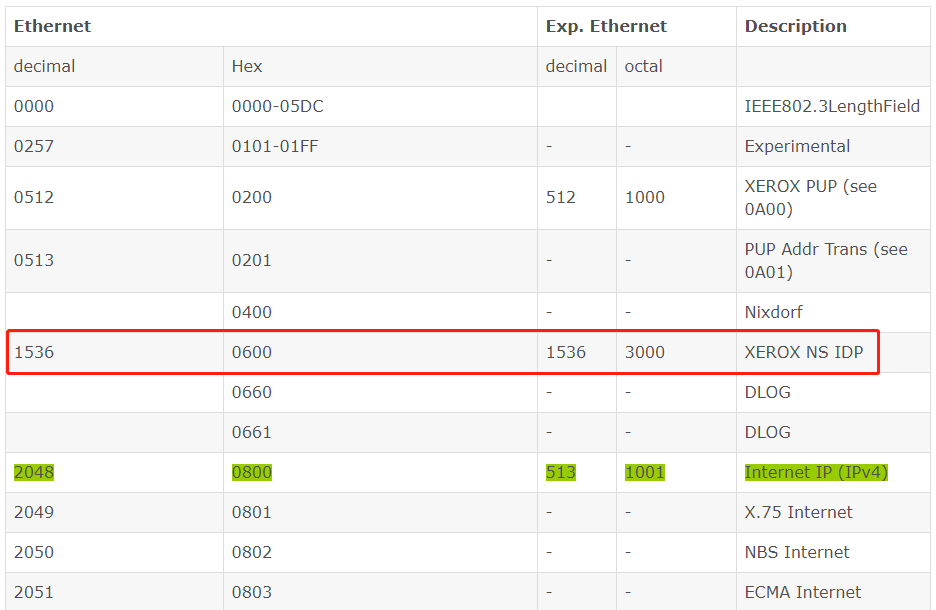 Ethernet Exp. Ethernet Description
decimal Hex decimal octal
0000 0000-05DC IEEE802.3LengthField
0257 0101-01FF - - Experimental
0512 0200 512 1000 XEROX PUP (see
0A00)
0513 0201 - - PUP Addr Trans (see
0A01)
0400 - - Nixdorf
1536 0600 1536 3000 XEROX NS IDP
0660 - - DLOG
0661 - - DLOG
2048 0800 513 1001 Internet IP (IPv4)
2049 0801 - - X.75 Internet
2050 0802 - - NBS Internet
2051 0803 - - ECMA Internet